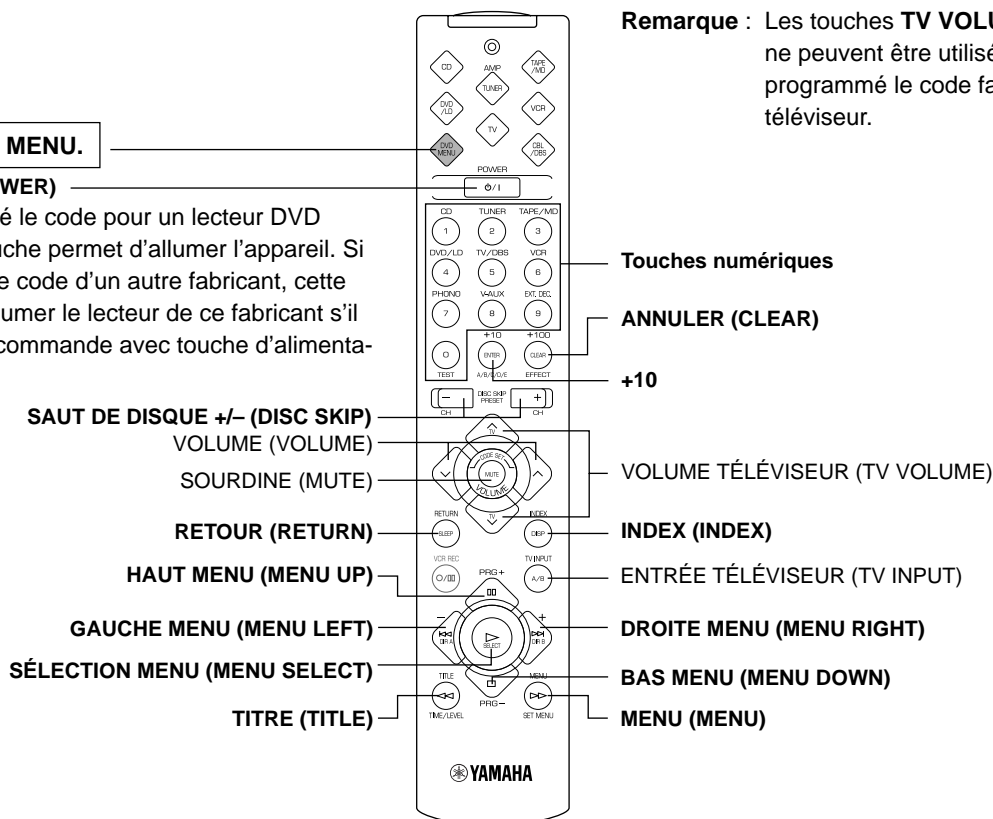 Remarque : Les touches TV VOLU
ne peuvent être utilisé
programmé le code fa
téléviseur.
MENU.
WER)
é le code pour un lecteur DVD
uche permet d'allumer l'appareil. Si
e code d'un autre fabricant, cette
umer le lecteur de ce fabricant s'il
commande avec touche d'alimenta-
CD
AMP
TAPE /MD
TUNER
DVD /LD
VCR
TV
DVD MENU
CBL /DBS
POWER
⏻/I
CD TUNER TAPE/MD
1 2 3
DVD/LD TV/DBS VCR
4 5 6
PHONO V-AUX EXT. DEC.
7 8 9
+10 +100
0 ENTER CLEAR
TEST A/B/C/D/E EFFECT
– DISC SKIP +
CH PRESET CH
TV
CODE SET
MUTE
VOLUME
TV
RETURN INDEX
SLEEP DISP
VCR REC TV INPUT
A/B
PRG+
– +
DIR A SELECT DIR B
TITLE MENU
TIME/LEVEL PRG– SET MENU
YAMAHA
Touches numériques
ANNULER (CLEAR)
+10
SAUT DE DISQUE +/– (DISC SKIP)
VOLUME (VOLUME)
SOURDINE (MUTE)
VOLUME TÉLÉVISEUR (TV VOLUME)
RETOUR (RETURN)
INDEX (INDEX)
HAUT MENU (MENU UP)
ENTRÉE TÉLÉVISEUR (TV INPUT)
GAUCHE MENU (MENU LEFT)
DROITE MENU (MENU RIGHT)
SÉLECTION MENU (MENU SELECT)
BAS MENU (MENU DOWN)
TITRE (TITLE)
MENU (MENU)